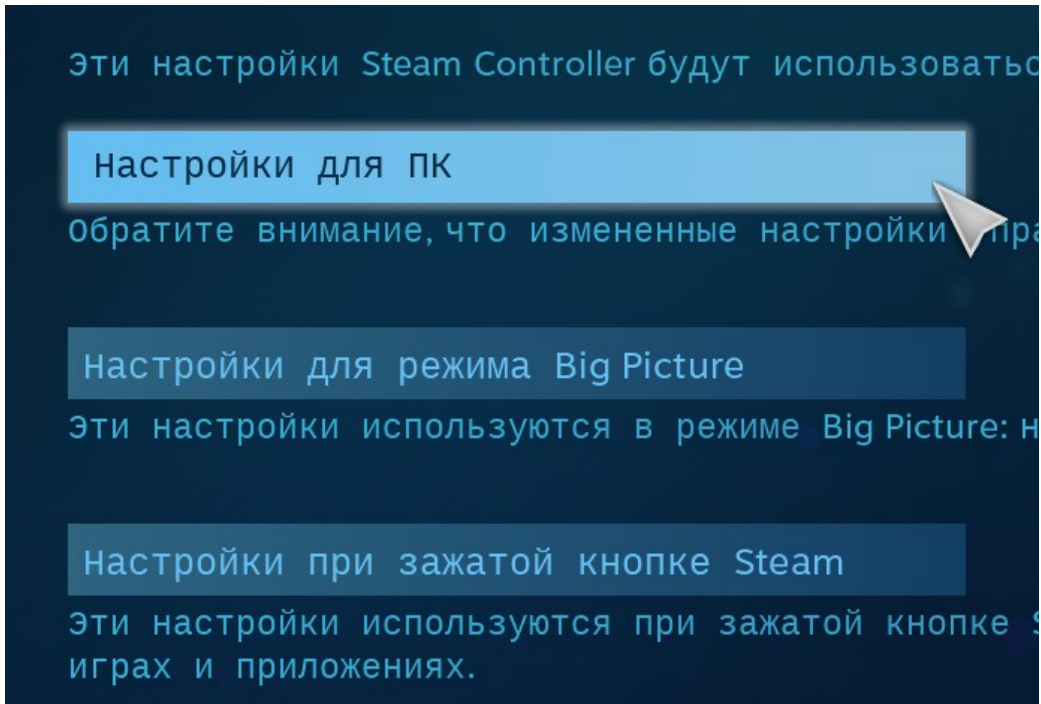 Эти настройки Steam Controller будут
Настройки для ПК
Обратите внимание, что измененные настройки
Настройки для режима Big Picture
Эти настройки используются в режиме Big Picture:
Настройки при зажатой кнопке Steam
Эти настройки используются при зажатой кнопке
играх и приложениях.